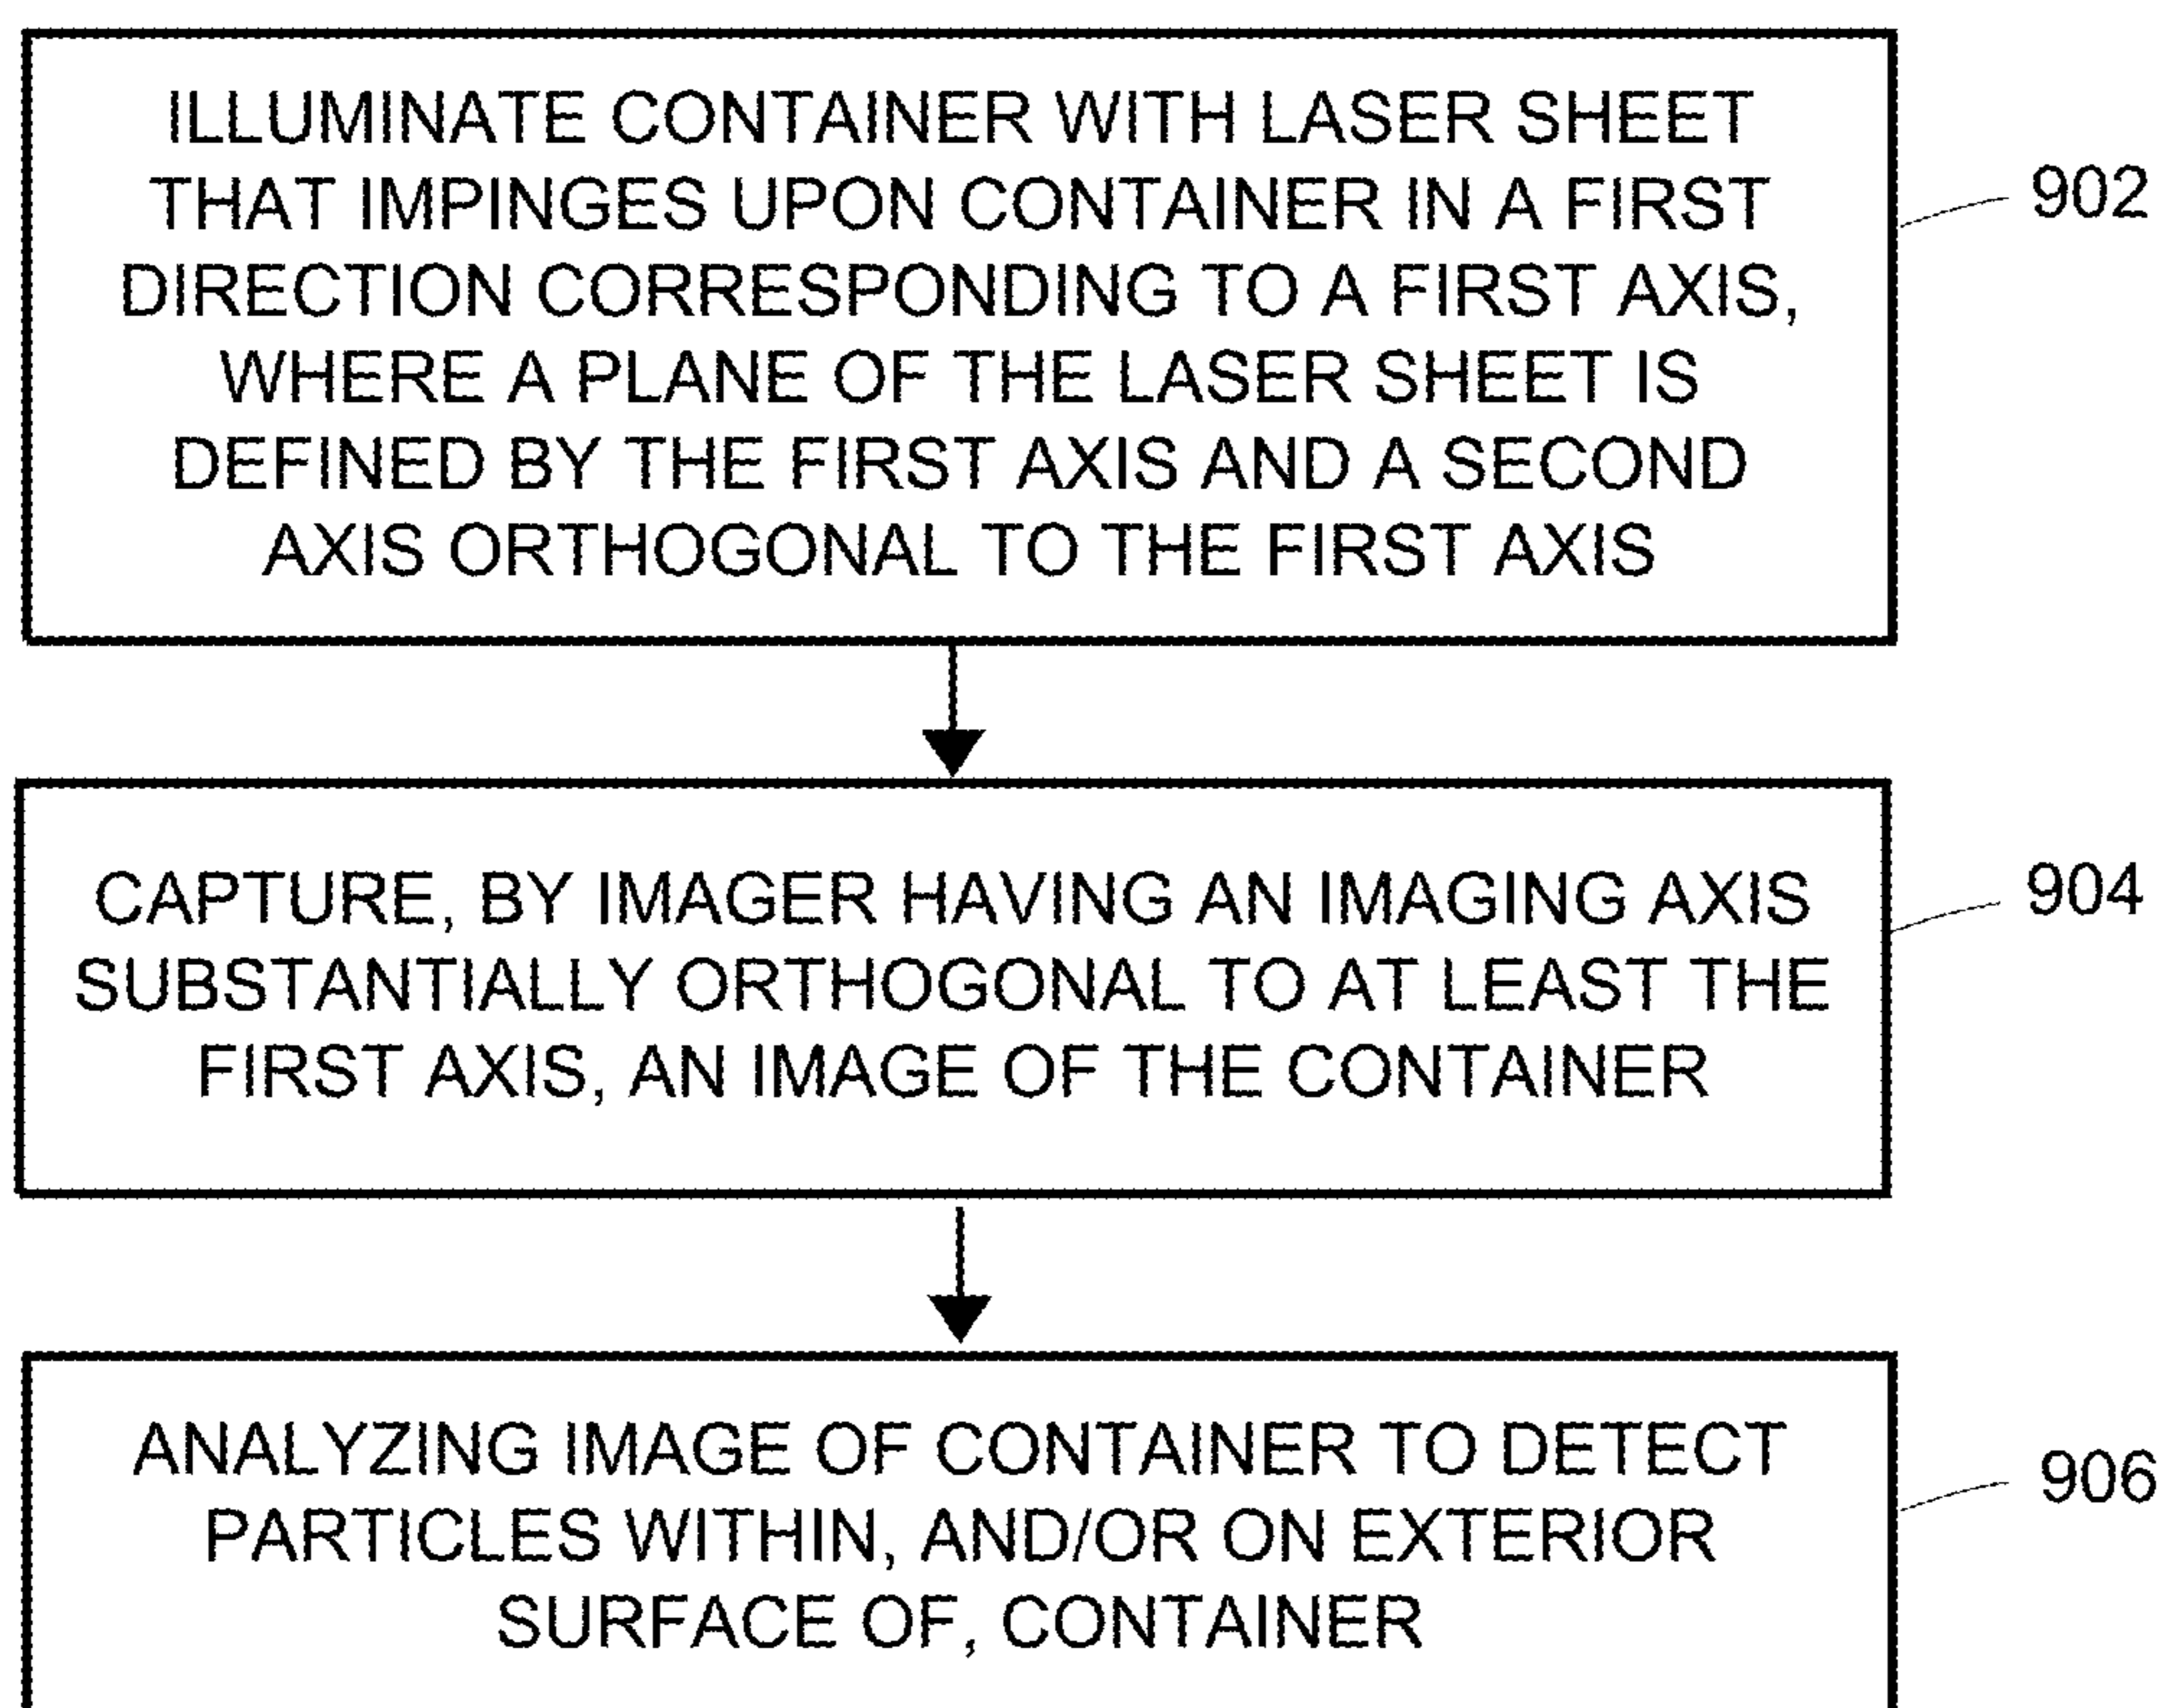 ILLUMINATE CONTAINER WITH LASER SHEET
THAT IMPINGES UPON CONTAINER IN A FIRST
DIRECTION CORRESPONDING TO A FIRST AXIS,
WHERE A PLANE OF THE LASER SHEET IS
DEFINED BY THE FIRST AXIS AND A SECOND
AXIS ORTHOGONAL TO THE FIRST AXIS
902
CAPTURE, BY IMAGER HAVING AN IMAGING AXIS
SUBSTANTIALLY ORTHOGONAL TO AT LEAST THE
FIRST AXIS, AN IMAGE OF THE CONTAINER
904
ANALYZING IMAGE OF CONTAINER TO DETECT
PARTICLES WITHIN, AND/OR ON EXTERIOR
SURFACE OF, CONTAINER
906